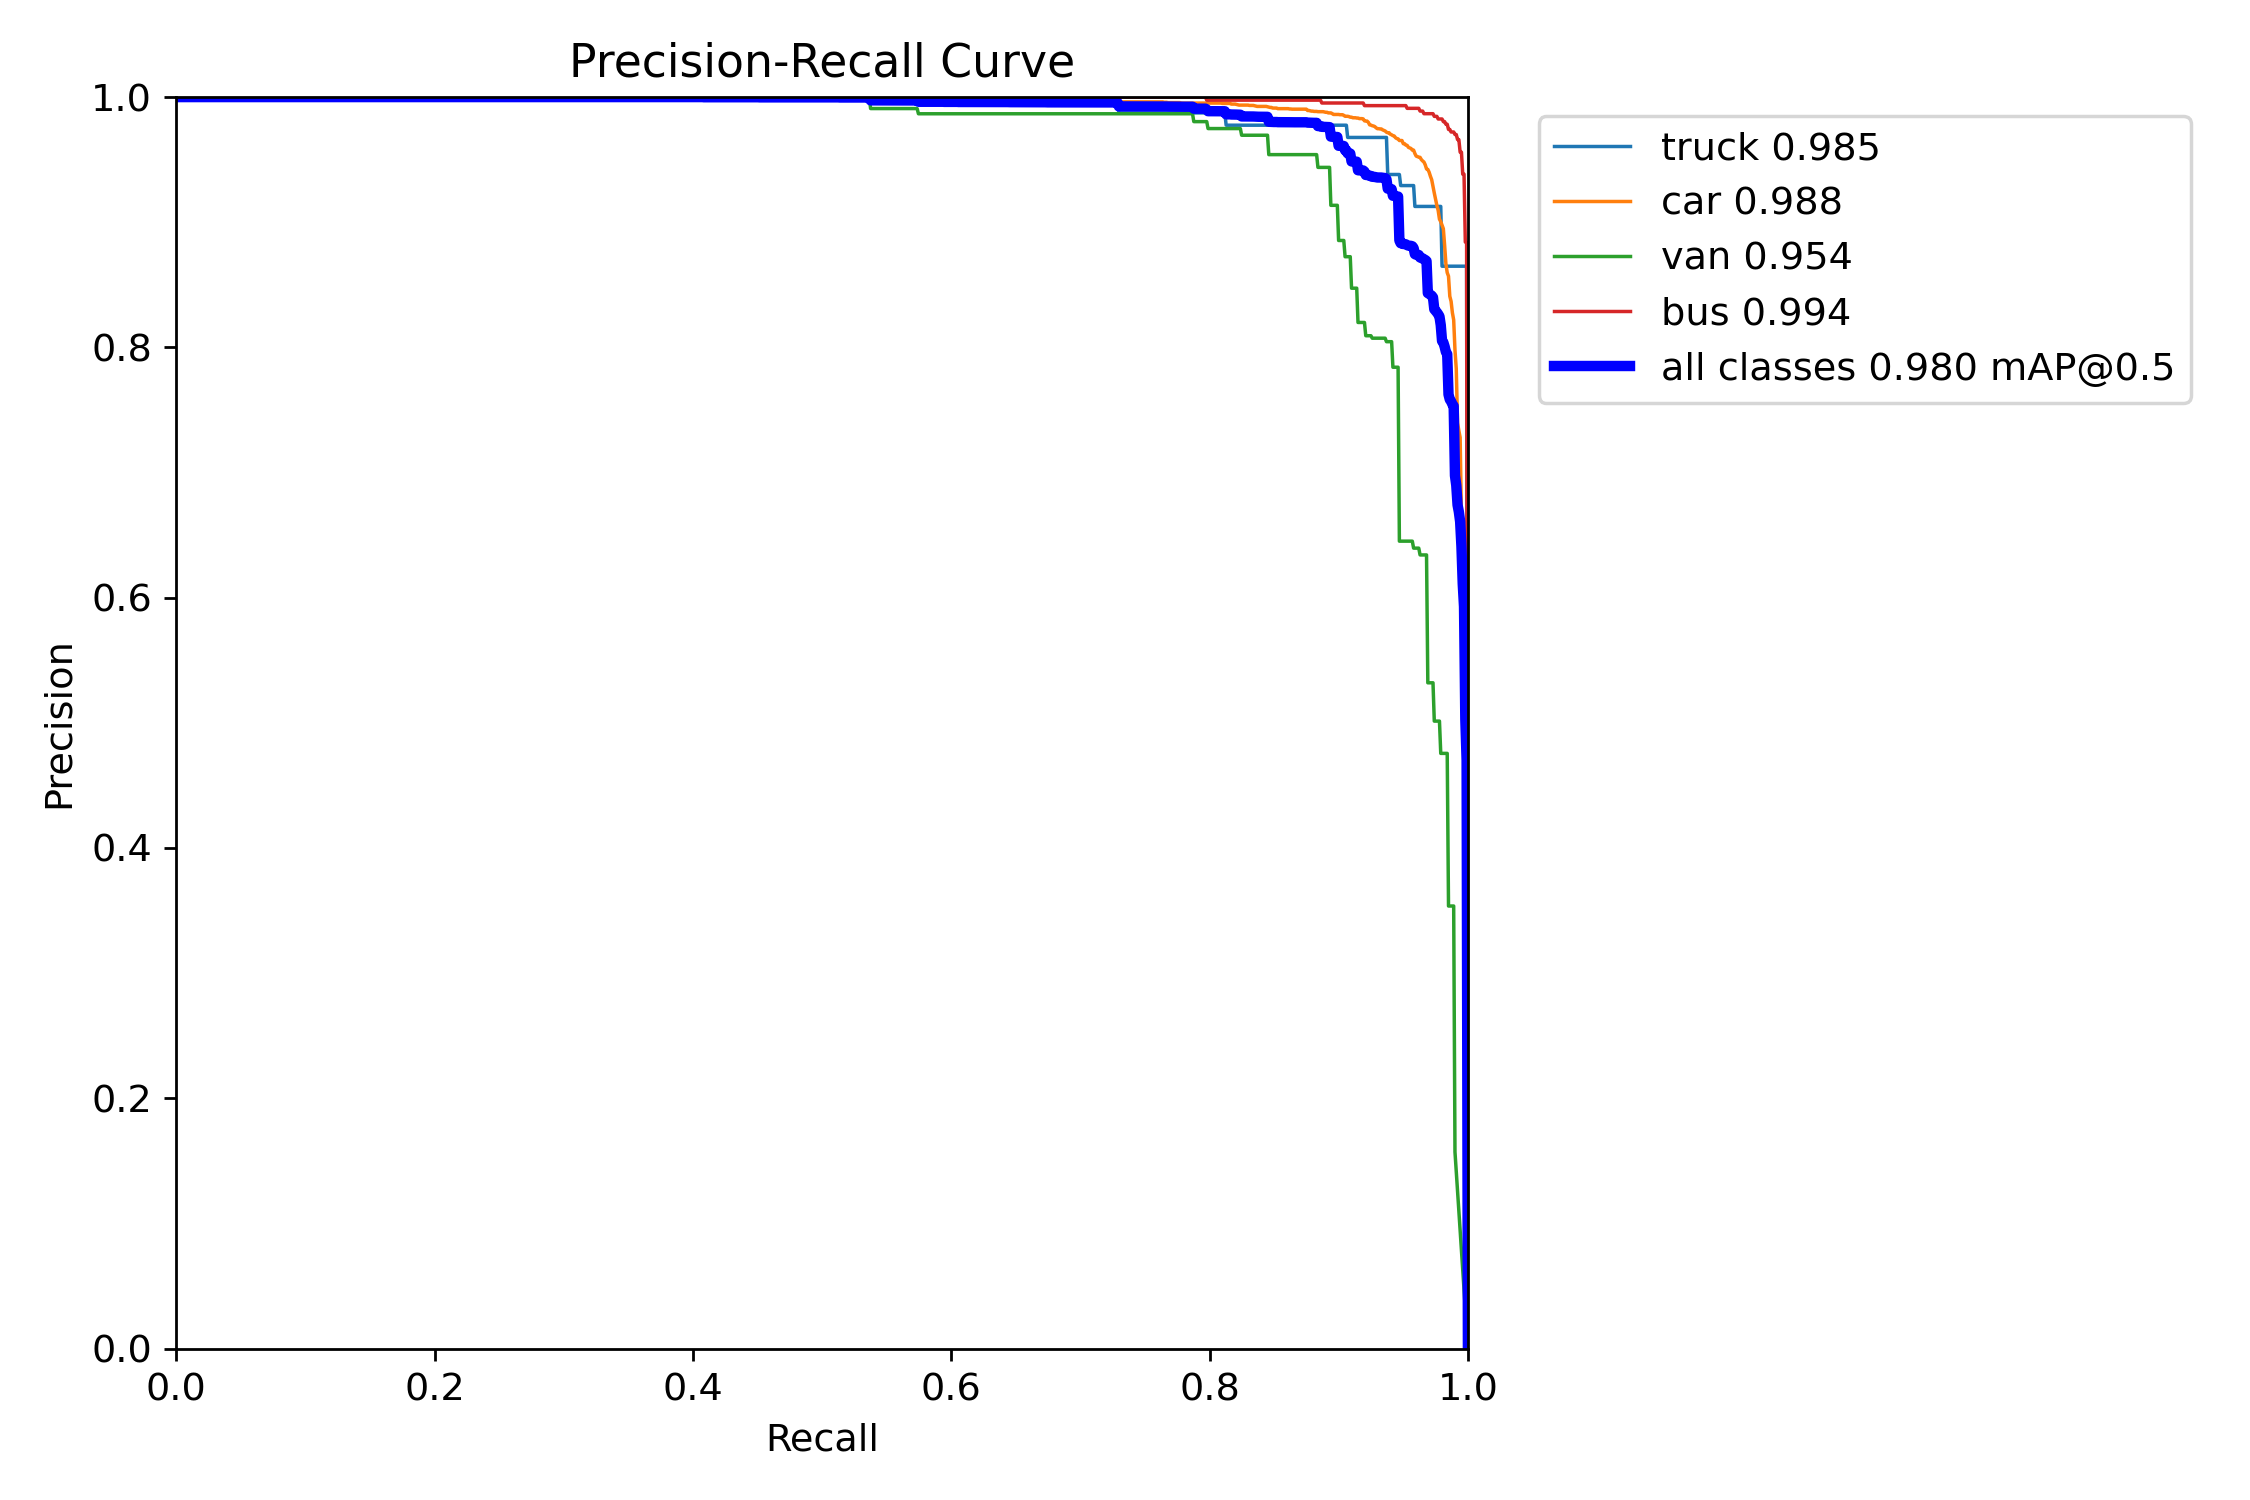 Precision-Recall Curve
1.0
0.8
0.6
0.4
0.2
0.0
Precision
0.0 0.2 0.4 0.6 0.8 1.0
Recall
truck 0.985
car 0.988
van 0.954
bus 0.994
all classes 0.980 mAP@0.5